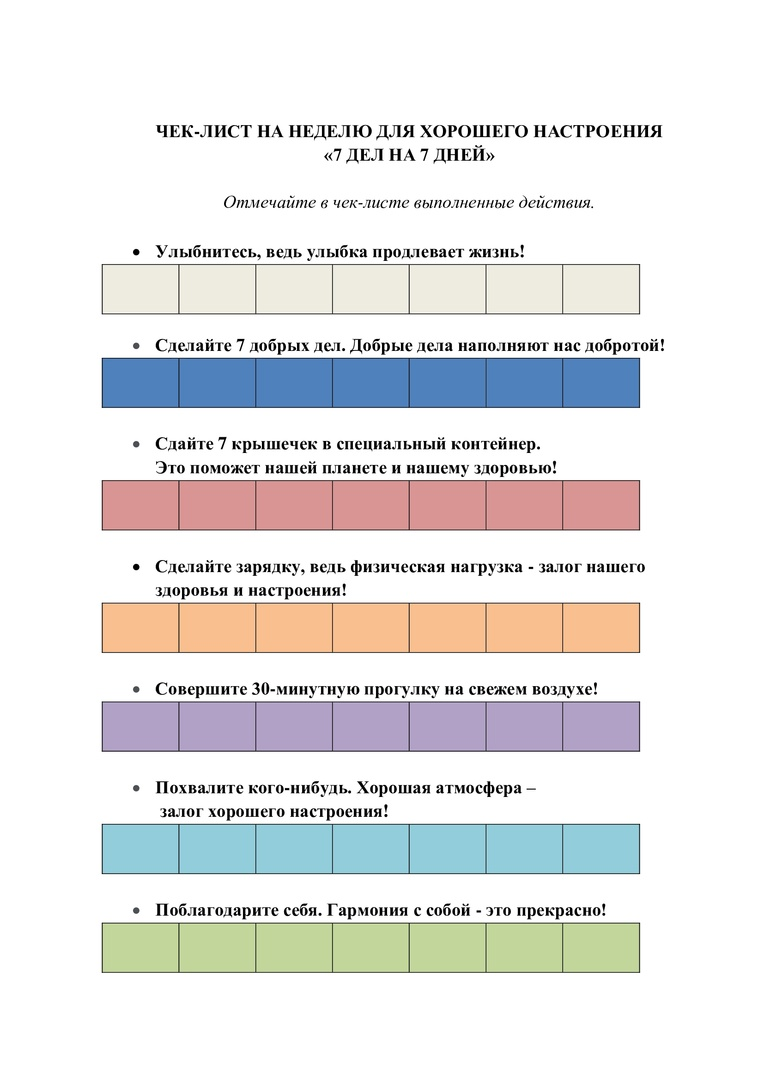 ЧЕК-ЛИСТ НА НЕДЕЛЮ ДЛЯ ХОРОШЕГО НАСТРОЕНИЯ
«7 ДЕЛ НА 7 ДНЕЙ»
Отмечайте в чек-листе выполненные действия.
• Улыбнитесь, ведь улыбка продлевает жизнь!
• Сделайте 7 добрых дел. Добрые дела наполняют нас добротой!
• Сдайте 7 крышечек в специальный контейнер.
Это поможет нашей планете и нашему здоровью!
• Сделайте зарядку, ведь физическая нагрузка - залог нашего
здоровья и настроения!
• Совершите 30-минутную прогулку на свежем воздухе!
• Похвалите кого-нибудь. Хорошая атмосфера –
залог хорошего настроения!
• Поблагодарите себя. Гармония с собой - это прекрасно!